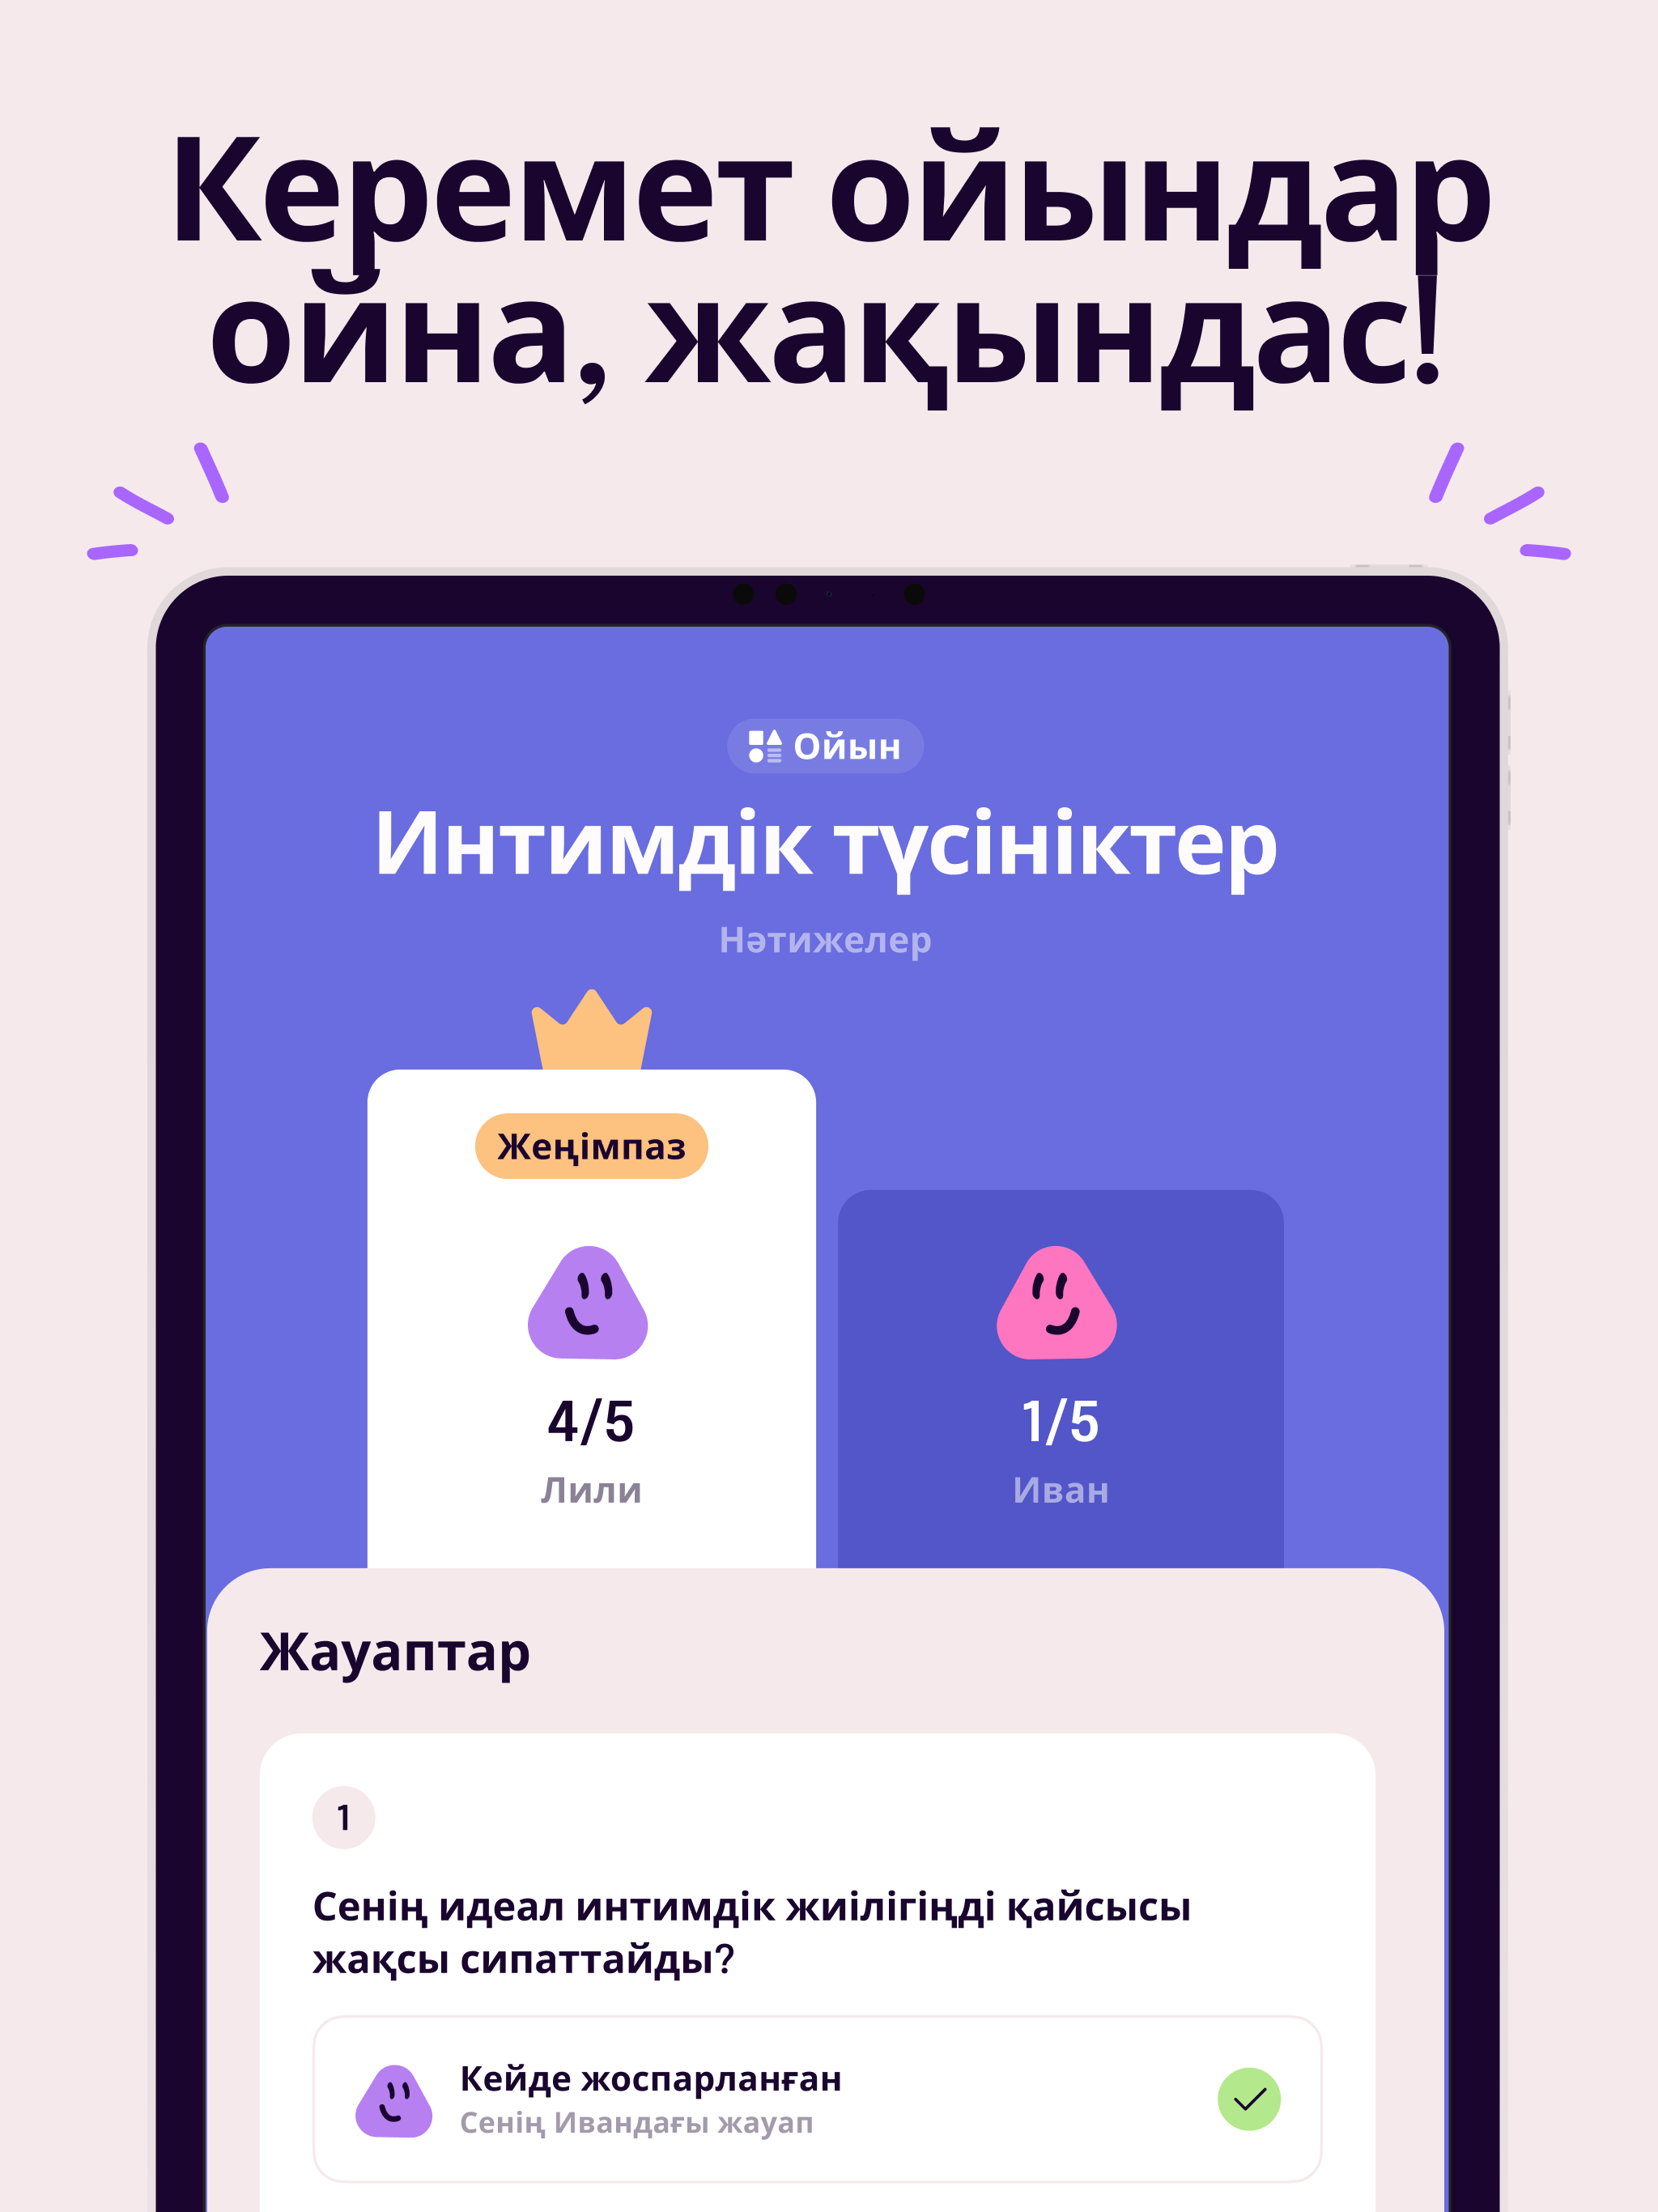 Керемет ойындар
ойна, жақындас!
Ойын
Интимдік түсініктер
Нәтижелер
Жеңімпаз
4/5
Лили
1/5
Иван
Жауаптар
1
Сенің идеал интимдік жиілігіңді қайсысы
жақсы сипаттайды?
Кейде жоспарланған
Сенің Ивандағы жауап